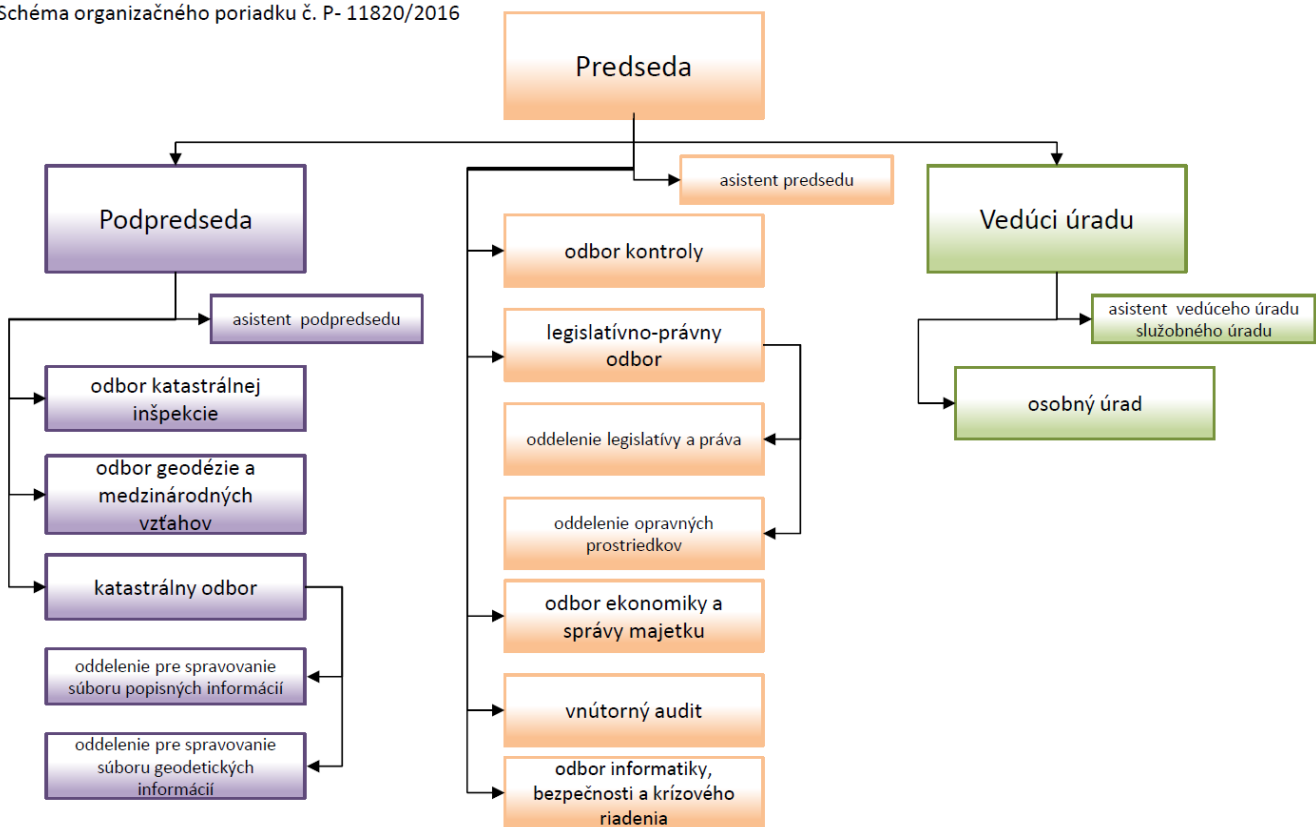 Schéma organizačného poriadku č. P- 11820/2016
Predseda
asistent predsedu
Podpredseda
asistent podpredsedu
odbor katastrálnej
inšpekcie
odbor geodézie a
medzinárodných
vzťahov
katastrálny odbor
oddelenie pre spravovanie
súboru popisných informácií
oddelenie pre spravovanie
súboru geodetických
informácií
odbor kontroly
legislatívno-právny
odbor
oddelenie legislatívy a práva
oddelenie opravných
prostriedkov
odbor ekonomiky a
správy majetku
vnútorný audit
odbor informatiky,
bezpečnosti a krízového
riadenia
Vedúci úradu
asistent vedúceho úradu
služobného úradu
osobný úrad